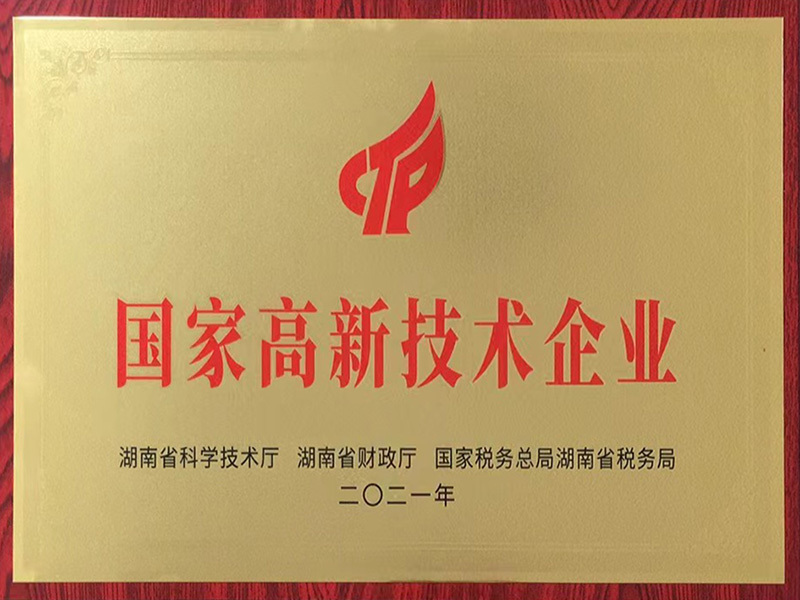 CTP
国家高新技术企业
湖南省科学技术厅 湖南省财政厅 国家税务总局湖南省税务局
二〇二一年